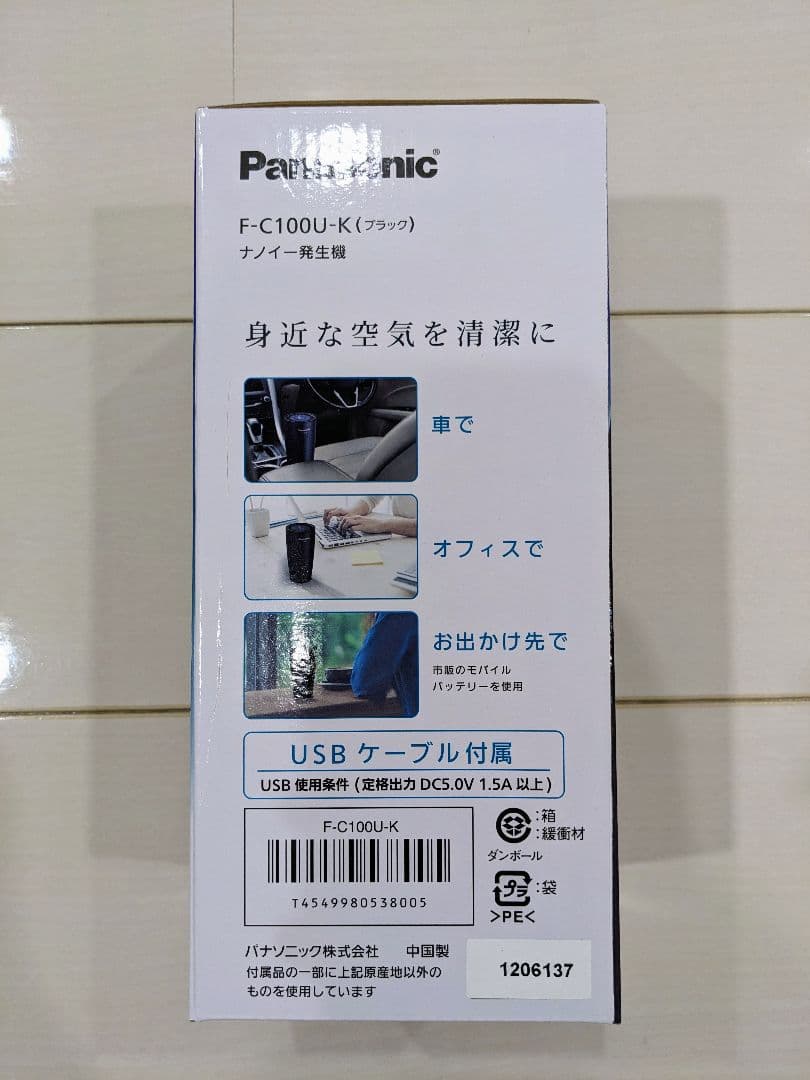 Panasonic®
F-C100U-K(ブラック)
ナノイー発生機
身近な空気を清潔に
車で
オフィスで
お出かけ先で
市販のモバイル
バッテリーを使用
USB ケーブル付属
USB 使用条件 (定格出力 DC5.0V 1.5A 以上)
F-C100U-K
T4549980538005
:箱
:緩衝材
ダンボール
プラ
:袋
>PE<
パナソニック株式会社 中国製
付属品の一部に上記原産地以外の
ものを使用しています
1206137